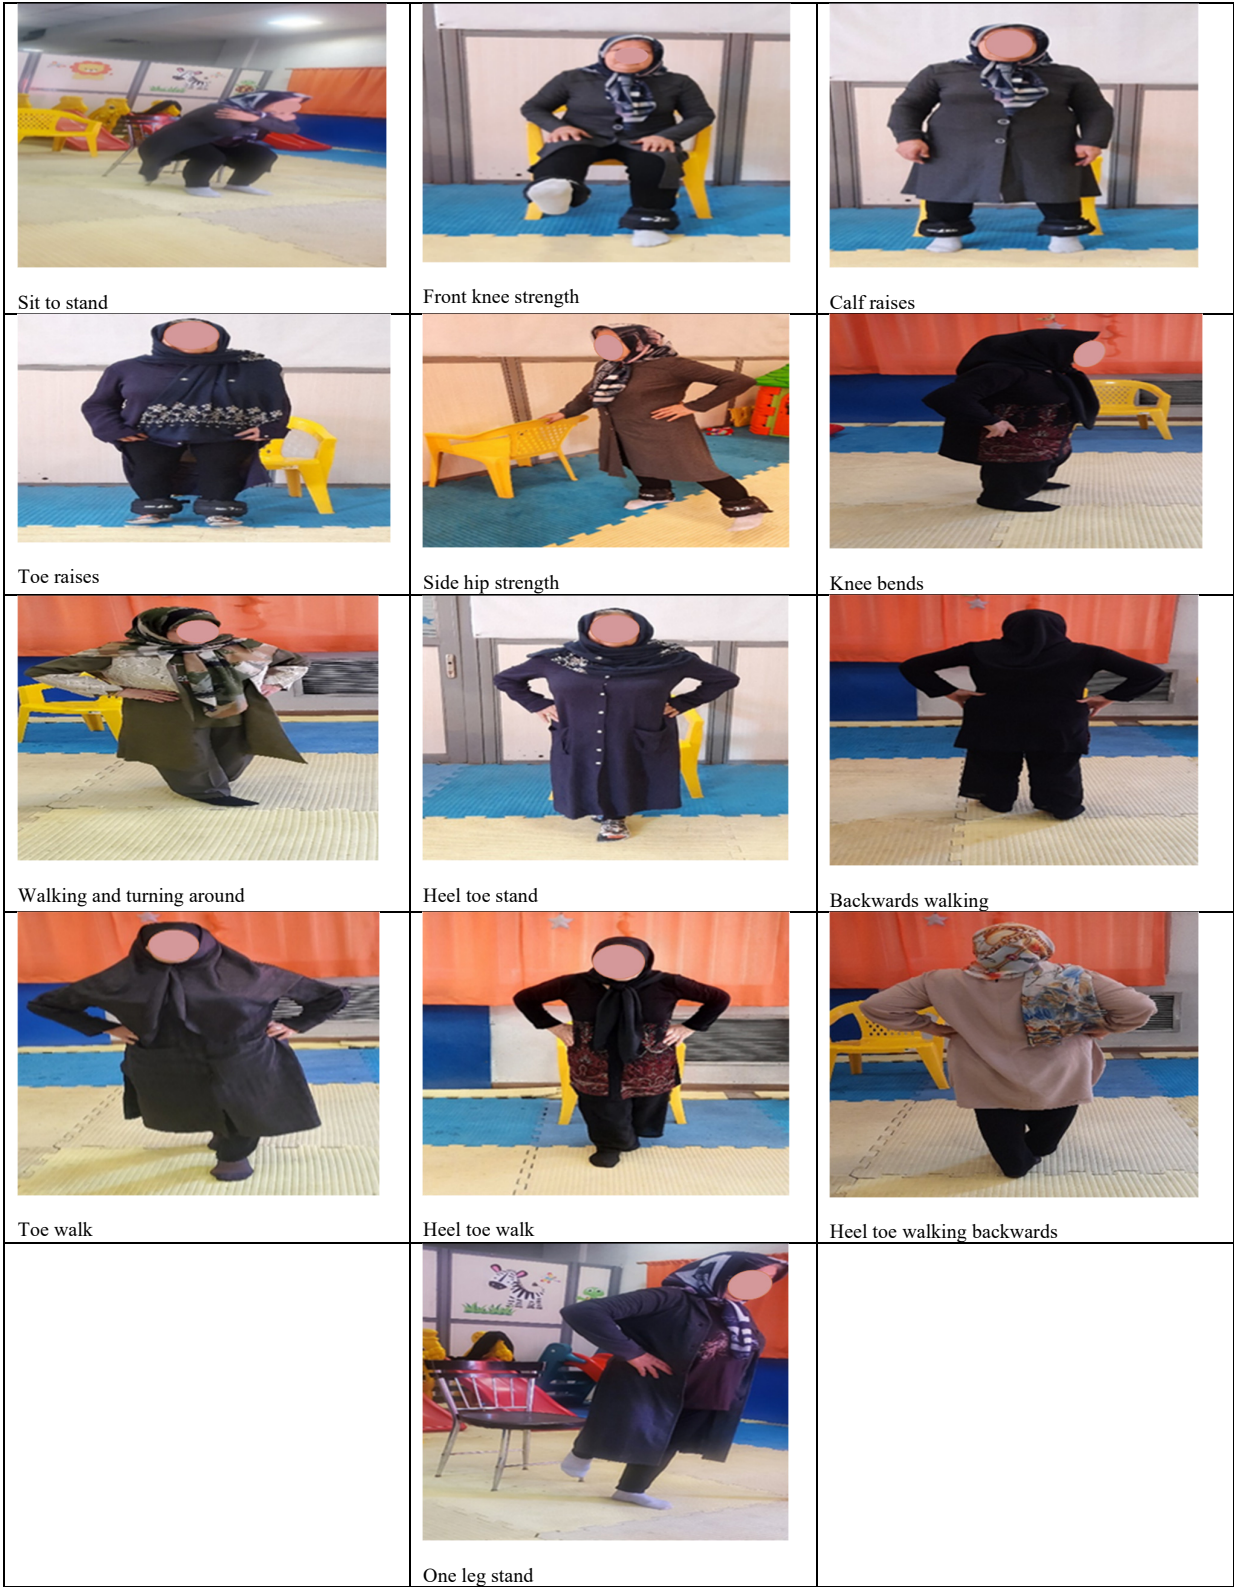 Sit to stand
Front knee strength
Calf raises
Toe raises
Side hip strength
Knee bends
Walking and turning around
Heel toe stand
Backwards walking
Toe walk
Heel toe walk
Heel toe walking backwards
One leg stand